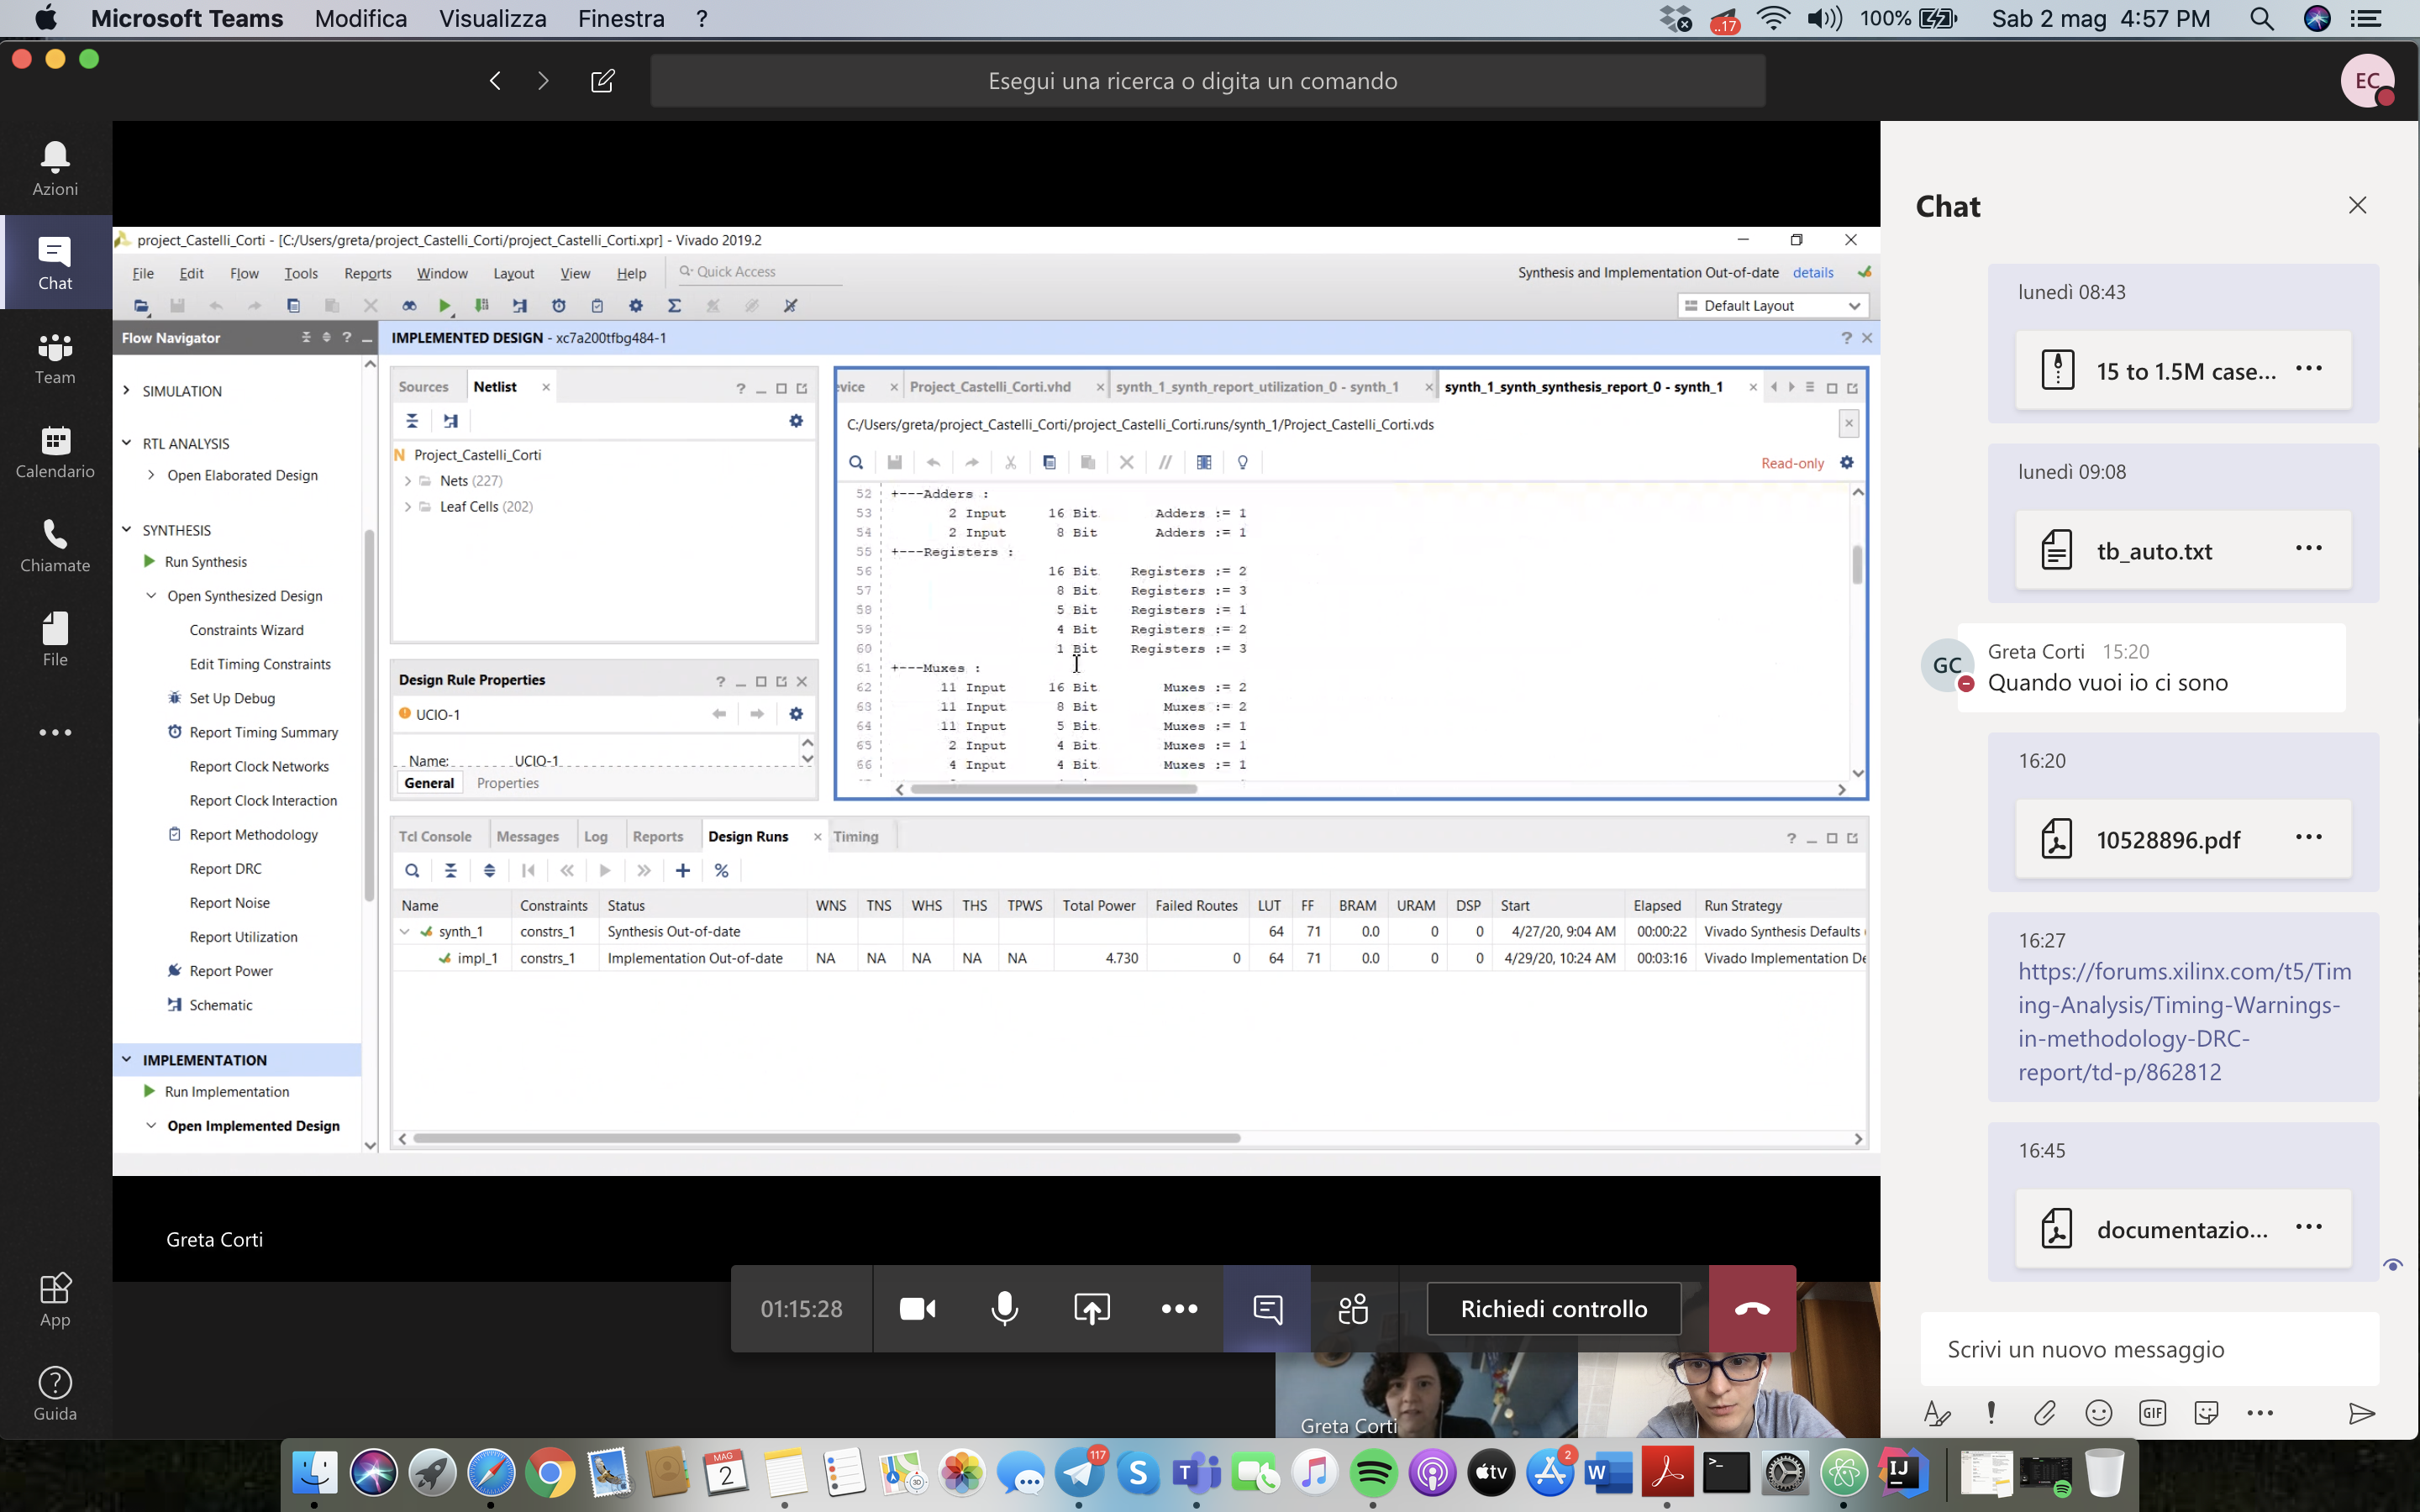 Microsoft Teams Modifica Visualizza Finestra ?
..17 100% Sab 2 mag 4:57 PM
Esegui una ricerca o digita un comando
EC
Azioni
Chat
Team
Calendario
Chiamate
File
App
Guida
project_Castelli_Corti - [C:/Users/greta/project_Castelli_Corti/project_Castelli_Corti.xpr] - Vivado 2019.2
File Edit Flow Tools Reports Window Layout View Help Quick Access
Synthesis and Implementation Out-of-date details
Default Layout
Flow Navigator
IMPLEMENTED DESIGN - xc7a200tfbg484-1
SIMULATION
RTL ANALYSIS
Open Elaborated Design
SYNTHESIS
Run Synthesis
Open Synthesized Design
Constraints Wizard
Edit Timing Constraints
Set Up Debug
Report Timing Summary
Report Clock Networks
Report Clock Interaction
Report Methodology
Report DRC
Report Noise
Report Utilization
Report Power
Schematic
IMPLEMENTATION
Run Implementation
Open Implemented Design
Sources Netlist
N Project_Castelli_Corti
Nets (227)
Leaf Cells (202)
Design Rule Properties
UCIO-1
Name: UCIO-1
General Properties
evice Project_Castelli_Corti.vhd synth_1_synth_report_utilization_0 - synth_1 synth_1_synth_synthesis_report_0 - synth_1
C:/Users/greta/project_Castelli_Corti/project_Castelli_Corti.runs/synth_1/Project_Castelli_Corti.vds
Read-only
52 +---Adders :
53 2 Input 16 Bit Adders := 1
54 2 Input 8 Bit Adders := 1
55 +---Registers :
56 16 Bit Registers := 2
57 8 Bit Registers := 3
58 5 Bit Registers := 1
59 4 Bit Registers := 2
60 1 Bit Registers := 3
61 +---Muxes :
62 11 Input 16 Bit Muxes := 2
63 11 Input 8 Bit Muxes := 2
64 11 Input 5 Bit Muxes := 1
65 2 Input 4 Bit Muxes := 1
66 4 Input 4 Bit Muxes := 1
Tcl Console Messages Log Reports Design Runs Timing
Name Constraints Status WNS TNS WHS THS TPWS Total Power Failed Routes LUT FF BRAM URAM DSP Start Elapsed Run Strategy
synth_1 constrs_1 Synthesis Out-of-date 64 71 0.0 0 0 4/27/20, 9:04 AM 00:00:22 Vivado Synthesis Defaults
impl_1 constrs_1 Implementation Out-of-date NA NA NA NA NA 4.730 0 64 71 0.0 0 0 4/29/20, 10:24 AM 00:03:16 Vivado Implementation De
Greta Corti
01:15:28
Richiedi controllo
Greta Corti
Chat
lunedì 08:43
15 to 1.5M case...
lunedì 09:08
tb_auto.txt
GC
Greta Corti 15:20
Quando vuoi io ci sono
16:20
10528896.pdf
16:27
https://forums.xilinx.com/t5/Tim
ing-Analysis/Timing-Warnings-
in-methodology-DRC-
report/td-p/862812
16:45
documentazio...
Scrivi un nuovo messaggio
GIF
MAG
2
117
2
tv
IJ